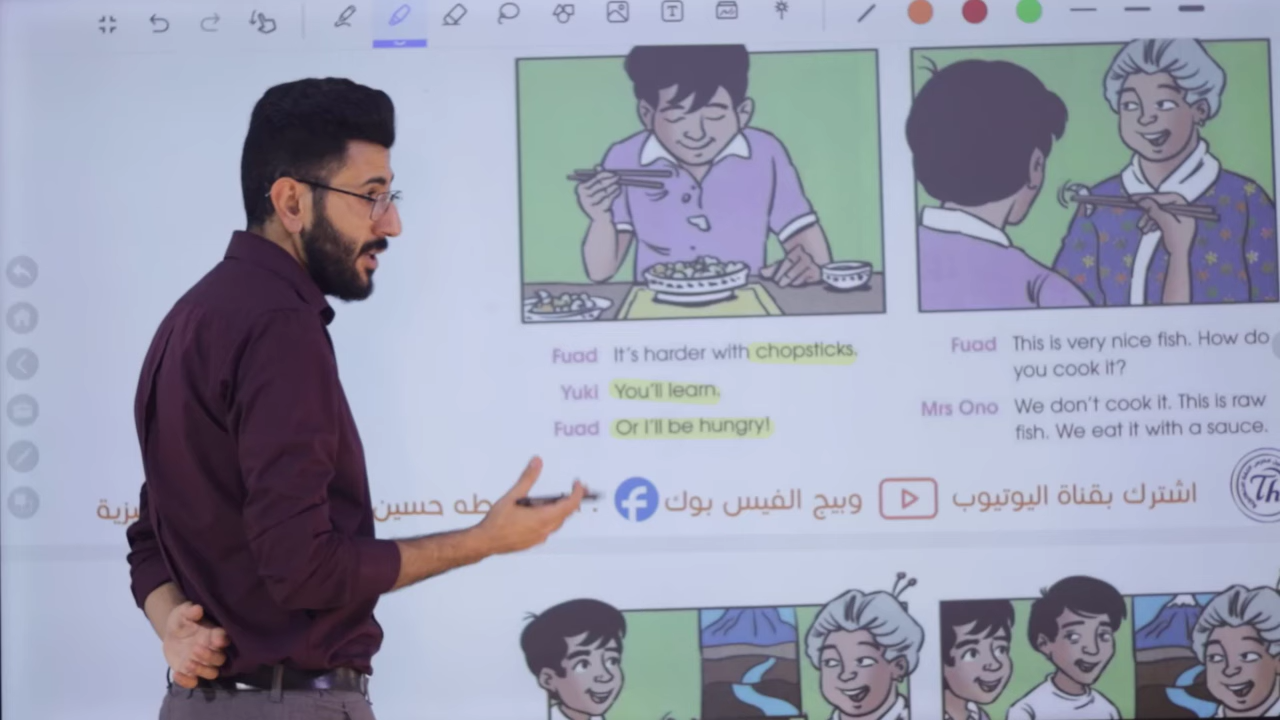 Fuad It's harder with chopsticks.
Yuki You'll learn.
Fuad Or I'll be hungry!
Fuad This is very nice fish. How do
you cook it?
Mrs Ono We don't cook it. This is raw
fish. We eat it with a sauce.
اشترك بقناة اليوتيوب وبيج الفيس بوك طه حسين
Th